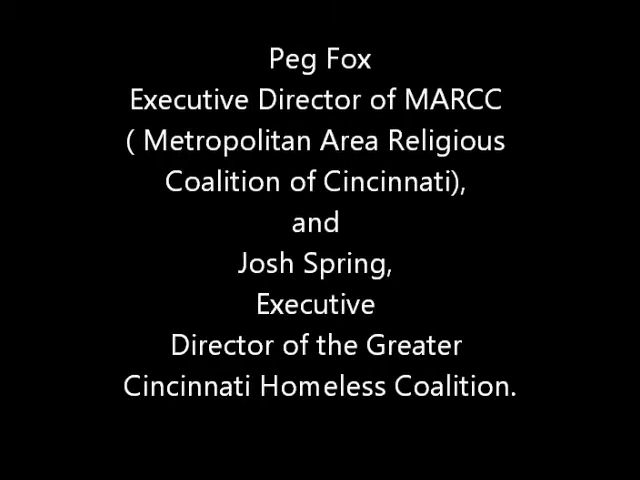 Peg Fox
Executive Director of MARCC
( Metropolitan Area Religious
Coalition of Cincinnati),
and
Josh Spring,
Executive
Director of the Greater
Cincinnati Homeless Coalition.